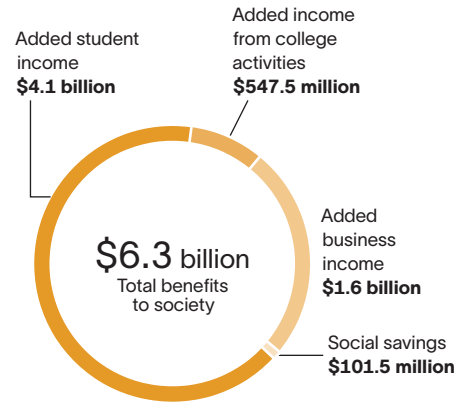 Added student
income
$4.1 billion
Added income
from college
activities
$547.5 million
$6.3 billion
Total benefits
to society
Added
business
income
$1.6 billion
Social savings
$101.5 million